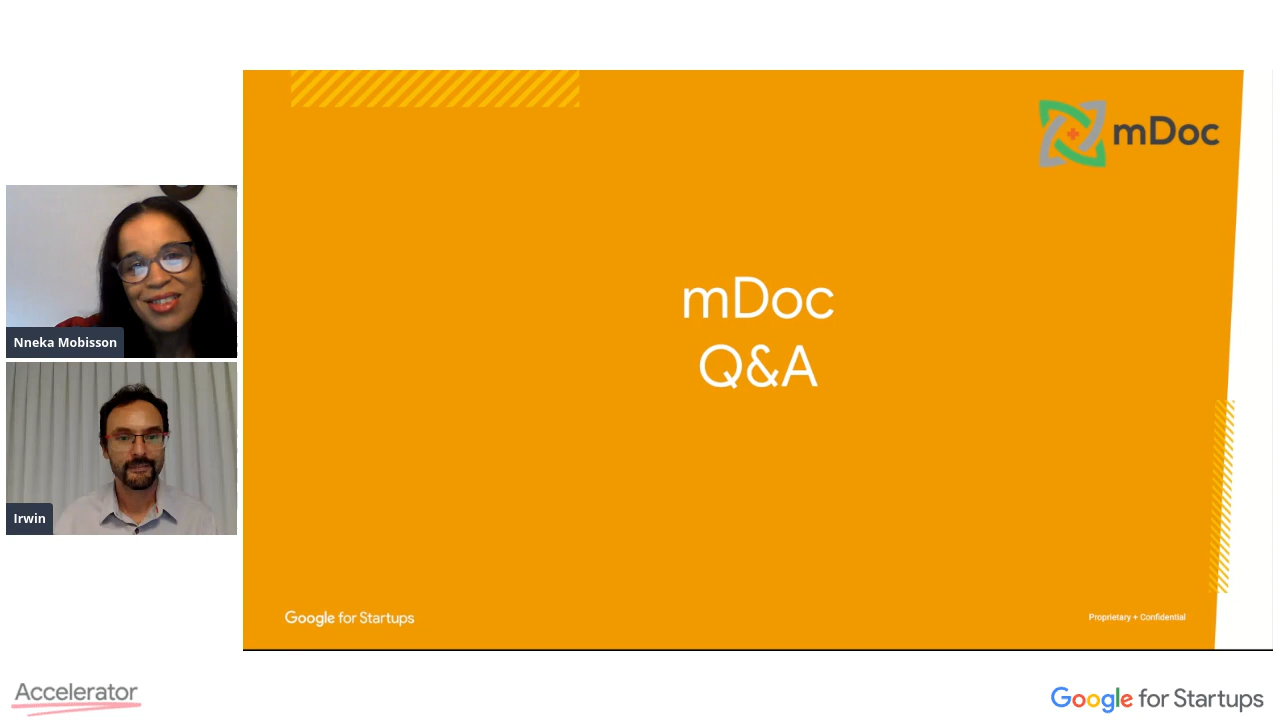 mDoc
mDoc
Q&A
Nneka Mobisson
Irwin
Google for Startups
Proprietary + Confidential
Accelerator
Google for Startups